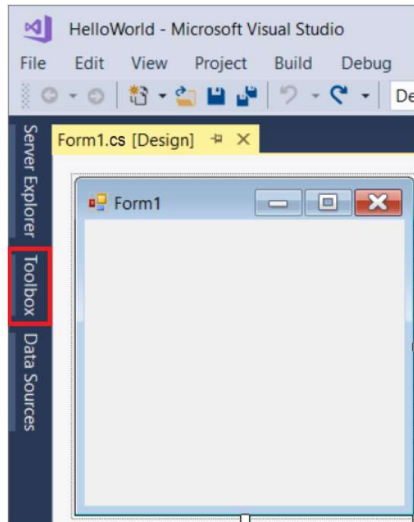 HelloWorld - Microsoft Visual Studio
File Edit View Project Build Debug
De
Server Explorer
Toolbox
Data Sources
Form1.cs [Design]
Form1